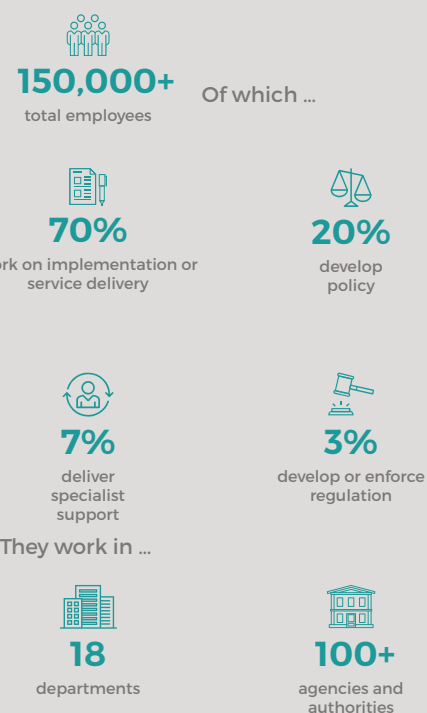 150,000+
total employees
Of which ...
70%
20%
on implementation or
service delivery
develop
policy
7%
3%
deliver
specialist
support
develop or enforce
regulation
They work in ...
18
100+
departments
agencies and
authorities